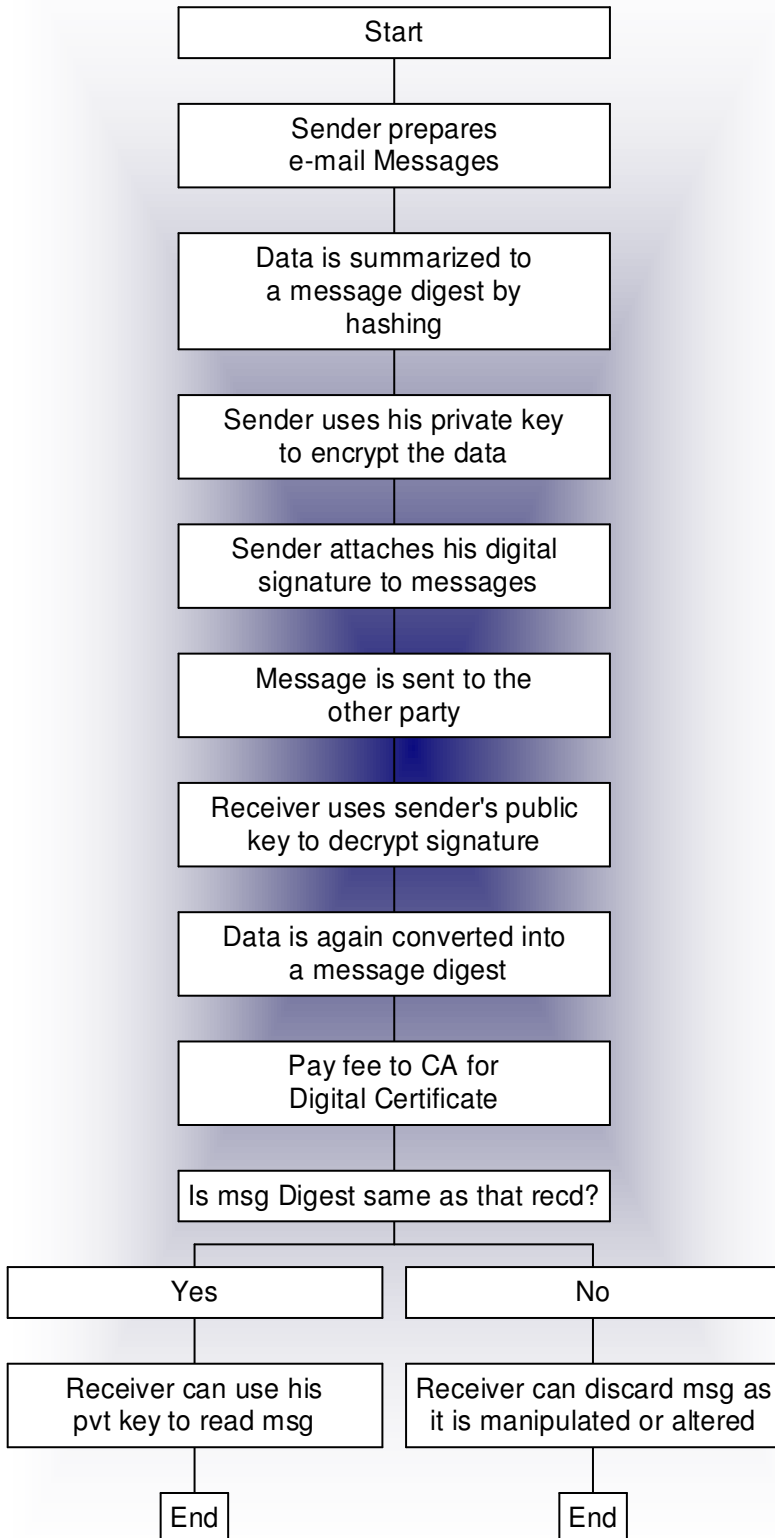 Start
Sender prepares
e-mail Messages
Data is summarized to
a message digest by
hashing
Sender uses his private key
to encrypt the data
Sender attaches his digital
signature to messages
Message is sent to the
other party
Receiver uses sender's public
key to decrypt signature
Data is again converted into
a message digest
Pay fee to CA for
Digital Certificate
Is msg Digest same as that recd?
Yes
No
Receiver can use his
pvt key to read msg
Receiver can discard msg as
it is manipulated or altered
End
End